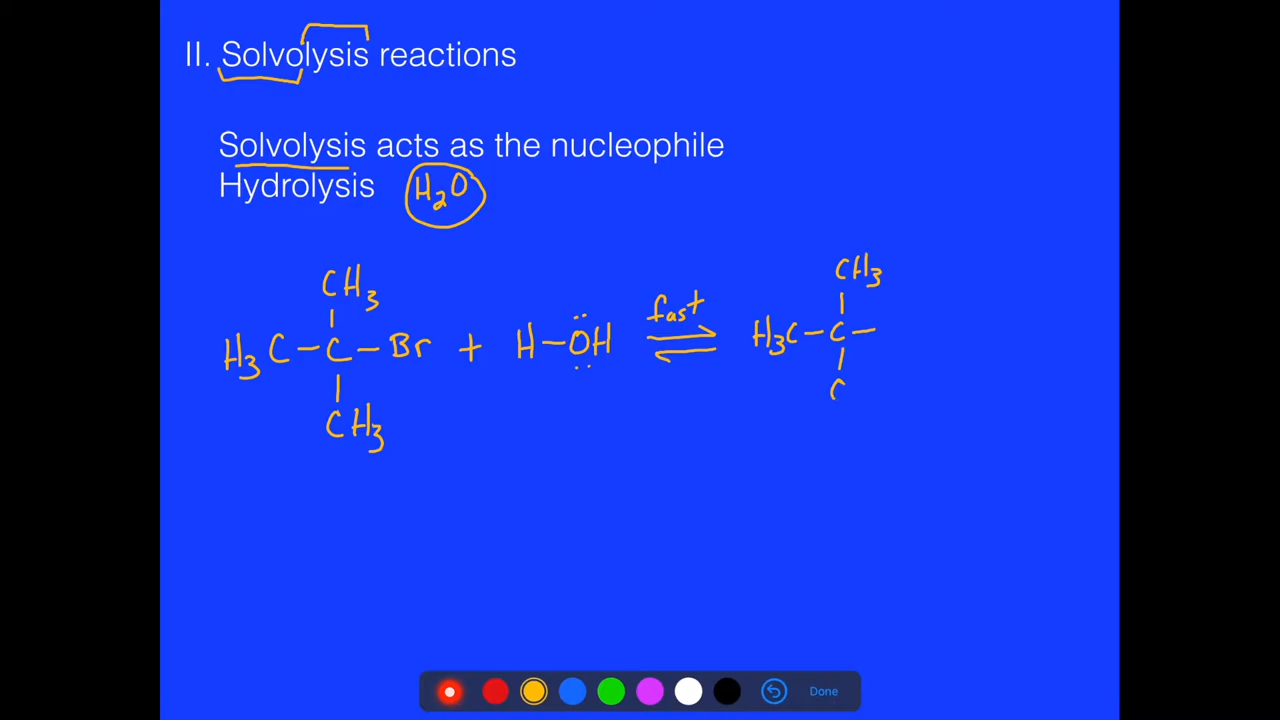 II. Solvolysis reactions
Solvolysis acts as the nucleophile
Hydrolysis H₂O
CH₃ CH₃
fast
H₃C–C–Br + H–OH H₃C–C–
CH₃ C
Done